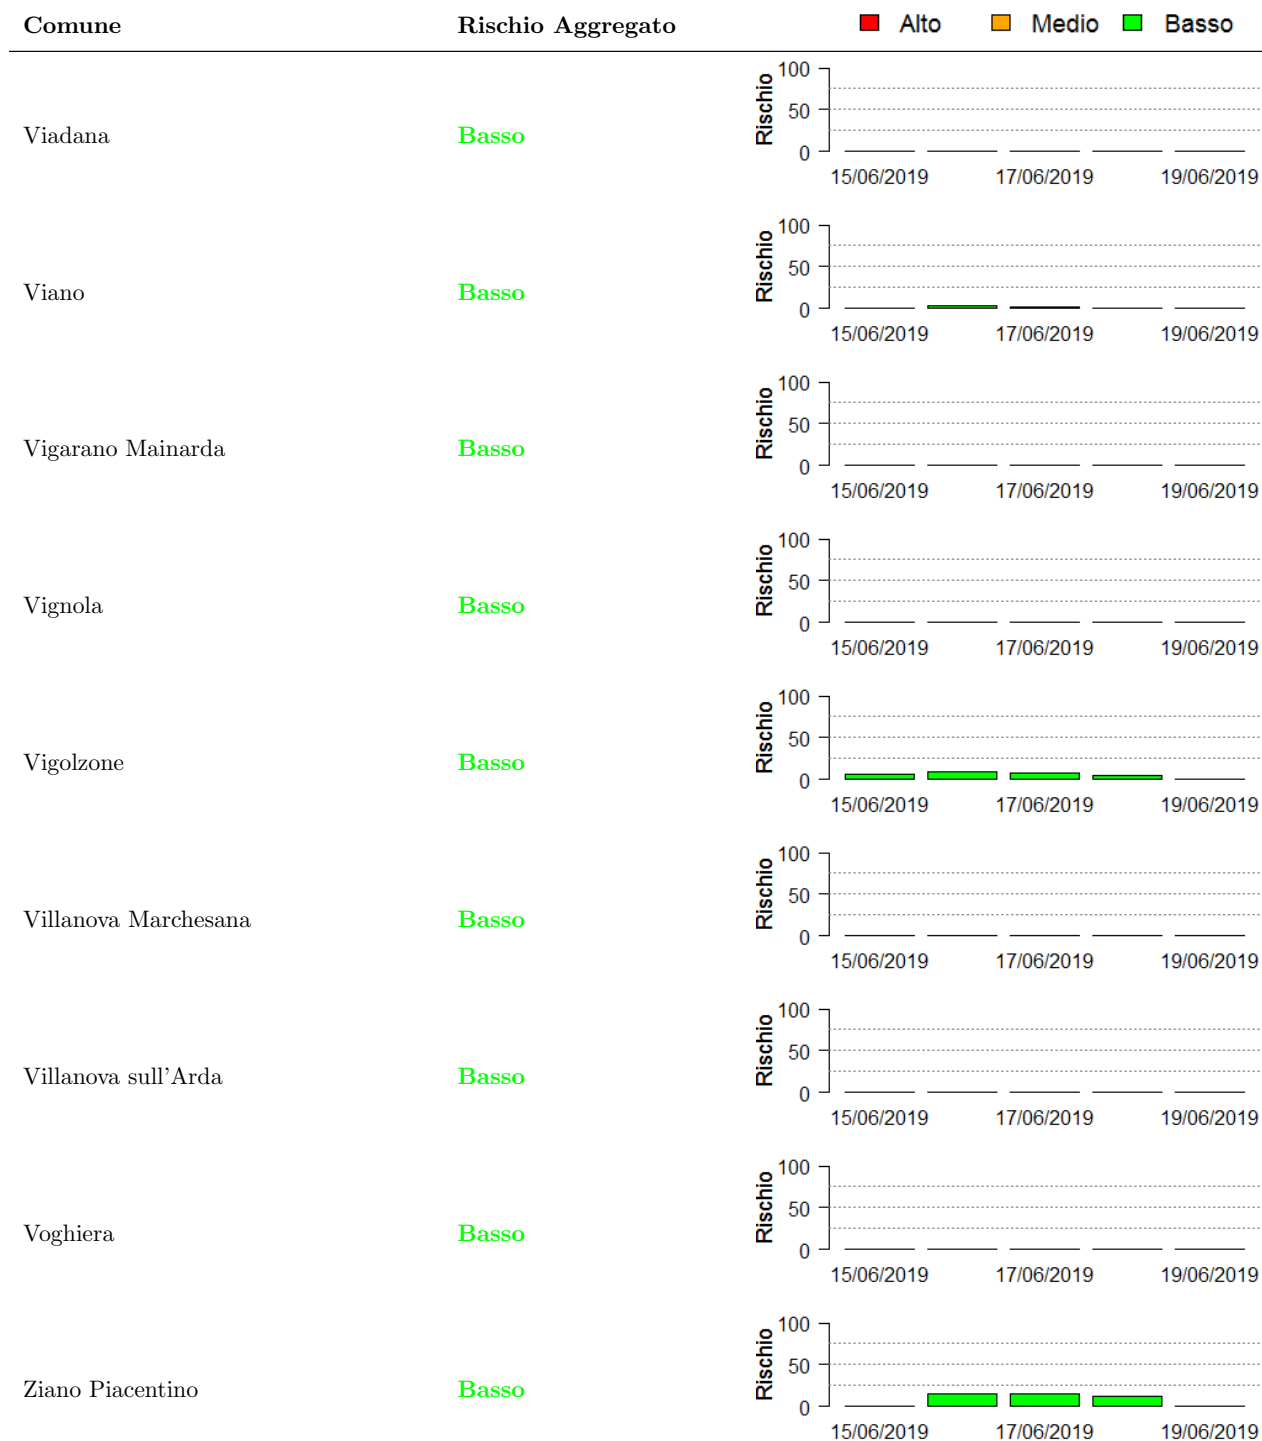 Comune Rischio Aggregato Alto Medio Basso
100
Rischio
50
Viadana Basso
0
15/06/2019 17/06/2019 19/06/2019
100
Rischio
50
Viano Basso
0
15/06/2019 17/06/2019 19/06/2019
100
Rischio
50
Vigarano Mainarda Basso
0
15/06/2019 17/06/2019 19/06/2019
100
Rischio
50
Vignola Basso
0
15/06/2019 17/06/2019 19/06/2019
100
Rischio
50
Vigolzone Basso
0
15/06/2019 17/06/2019 19/06/2019
100
Rischio
50
Villanova Marchesana Basso
0
15/06/2019 17/06/2019 19/06/2019
100
Rischio
50
Villanova sull'Arda Basso
0
15/06/2019 17/06/2019 19/06/2019
100
Rischio
50
Voghiera Basso
0
15/06/2019 17/06/2019 19/06/2019
100
Rischio
50
Ziano Piacentino Basso
0
15/06/2019 17/06/2019 19/06/2019